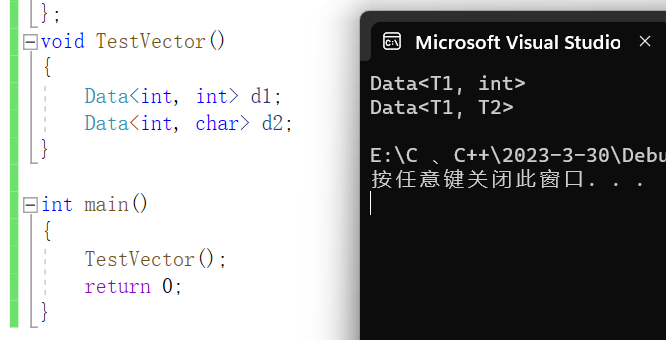 };
void TestVector()
{
Data<int, int> d1;
Data<int, char> d2;
}
int main()
{
TestVector();
return 0;
}
Microsoft Visual Studio
Data<T1, int>
Data<T1, T2>
E:\C 、C++\2023-3-30\Debu
按任意键关闭此窗口. . .